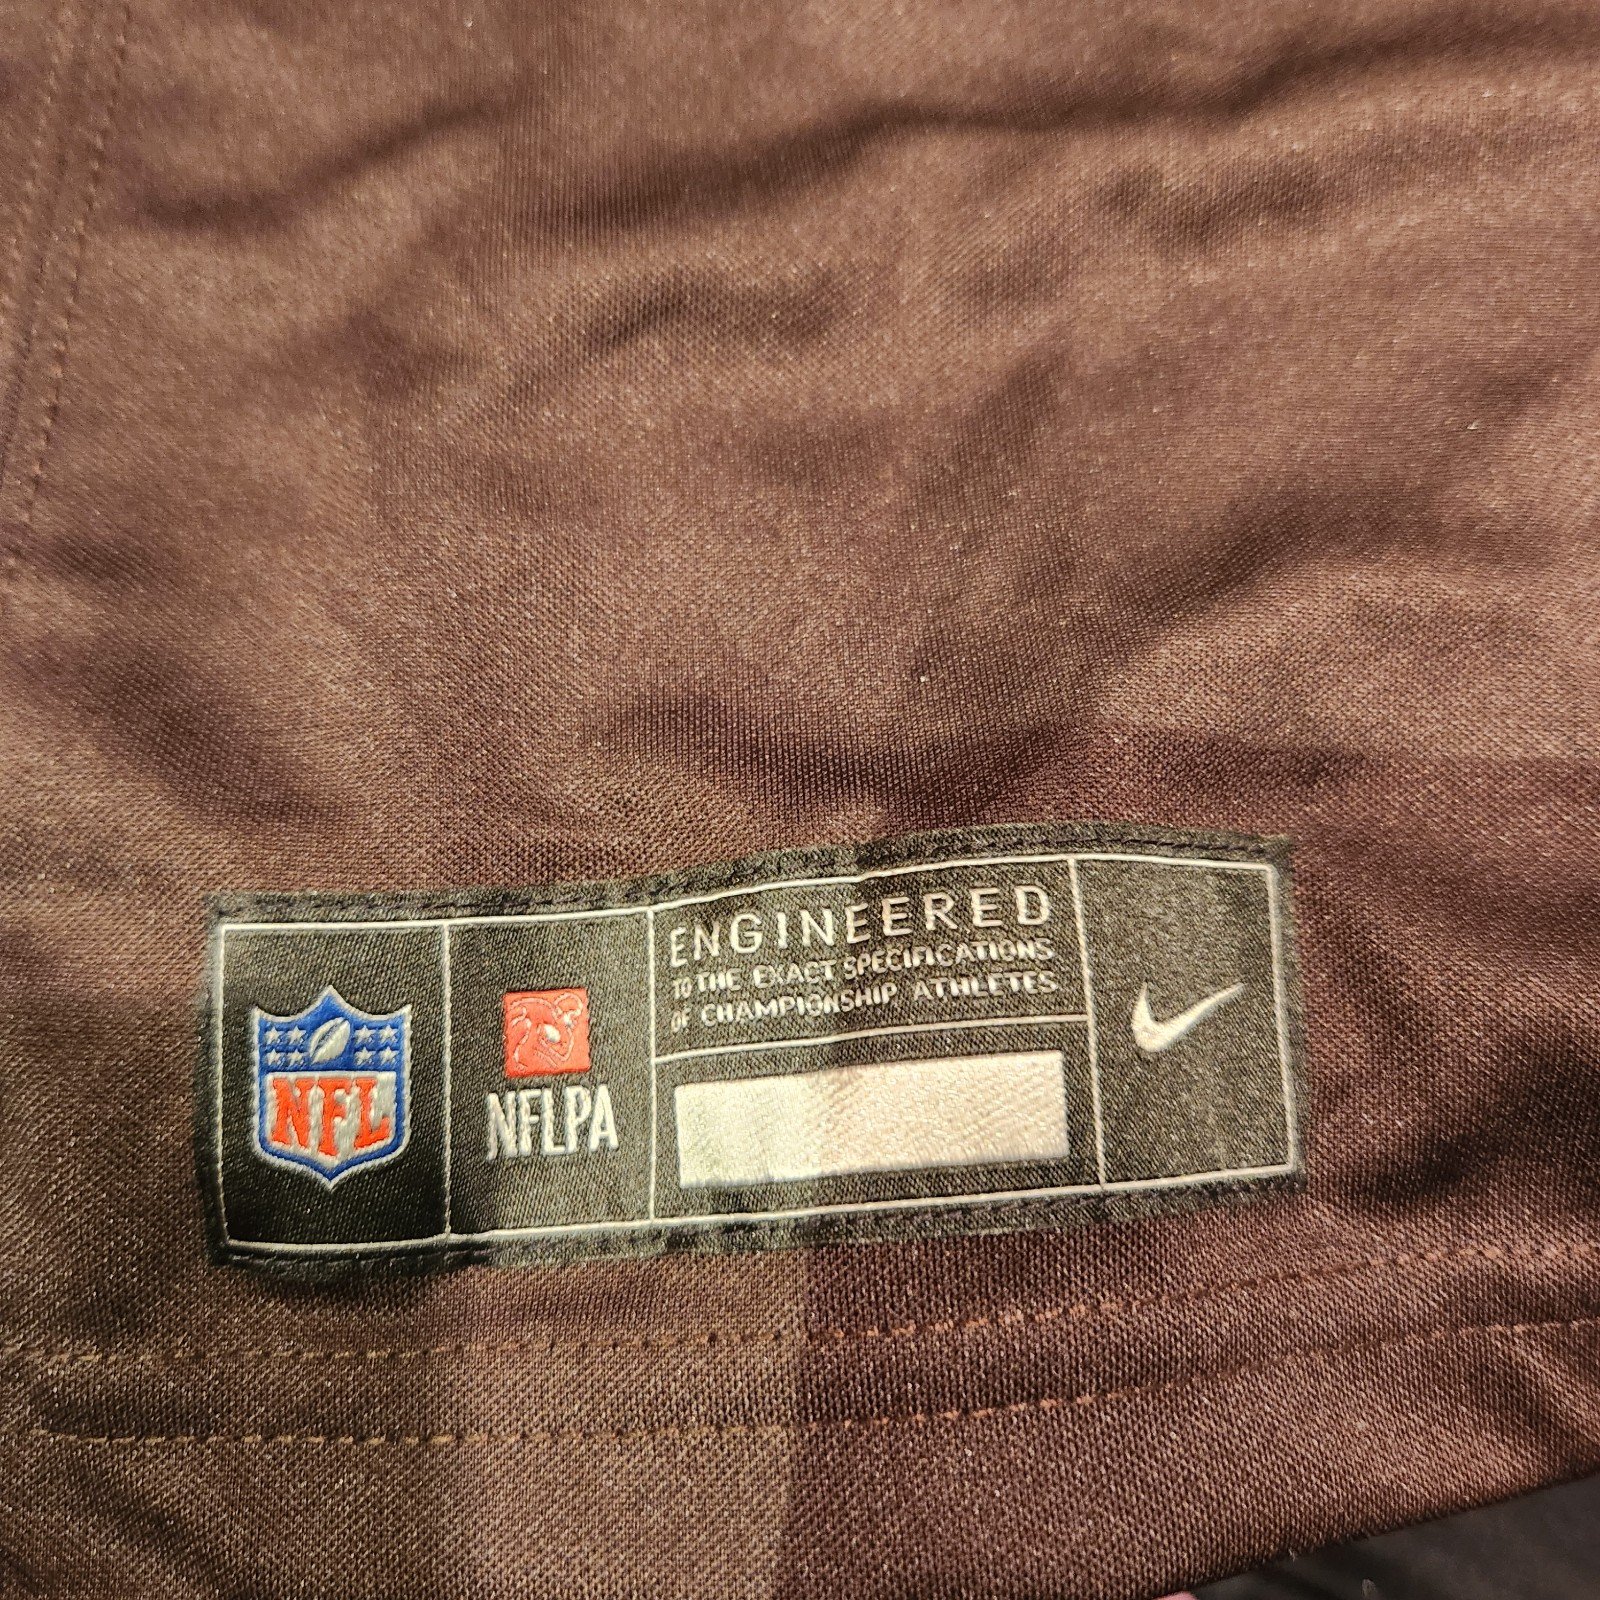 NFL
NFLPA
ENGINEERED
TO THE EXACT SPECIFICATIONS
OF CHAMPIONSHIP ATHLETES